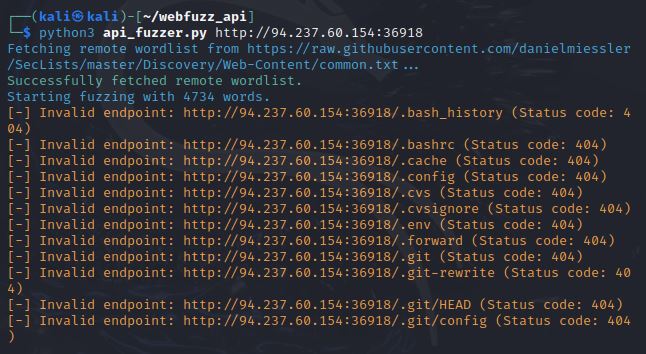 ┌──(kali㉿kali)-[~/webfuzz_api]
└─$ python3 api_fuzzer.py http://94.237.60.154:36918
Fetching remote wordlist from https://raw.githubusercontent.com/danielmiessler
/SecLists/master/Discovery/Web-Content/common.txt...
Successfully fetched remote wordlist.
Starting fuzzing with 4734 words.
[-] Invalid endpoint: http://94.237.60.154:36918/.bash_history (Status code: 4
04)
[-] Invalid endpoint: http://94.237.60.154:36918/.bashrc (Status code: 404)
[-] Invalid endpoint: http://94.237.60.154:36918/.cache (Status code: 404)
[-] Invalid endpoint: http://94.237.60.154:36918/.config (Status code: 404)
[-] Invalid endpoint: http://94.237.60.154:36918/.cvs (Status code: 404)
[-] Invalid endpoint: http://94.237.60.154:36918/.cvsignore (Status code: 404)
[-] Invalid endpoint: http://94.237.60.154:36918/.env (Status code: 404)
[-] Invalid endpoint: http://94.237.60.154:36918/.forward (Status code: 404)
[-] Invalid endpoint: http://94.237.60.154:36918/.git (Status code: 404)
[-] Invalid endpoint: http://94.237.60.154:36918/.git-rewrite (Status code: 40
4)
[-] Invalid endpoint: http://94.237.60.154:36918/.git/HEAD (Status code: 404)
[-] Invalid endpoint: http://94.237.60.154:36918/.git/config (Status code: 404
)